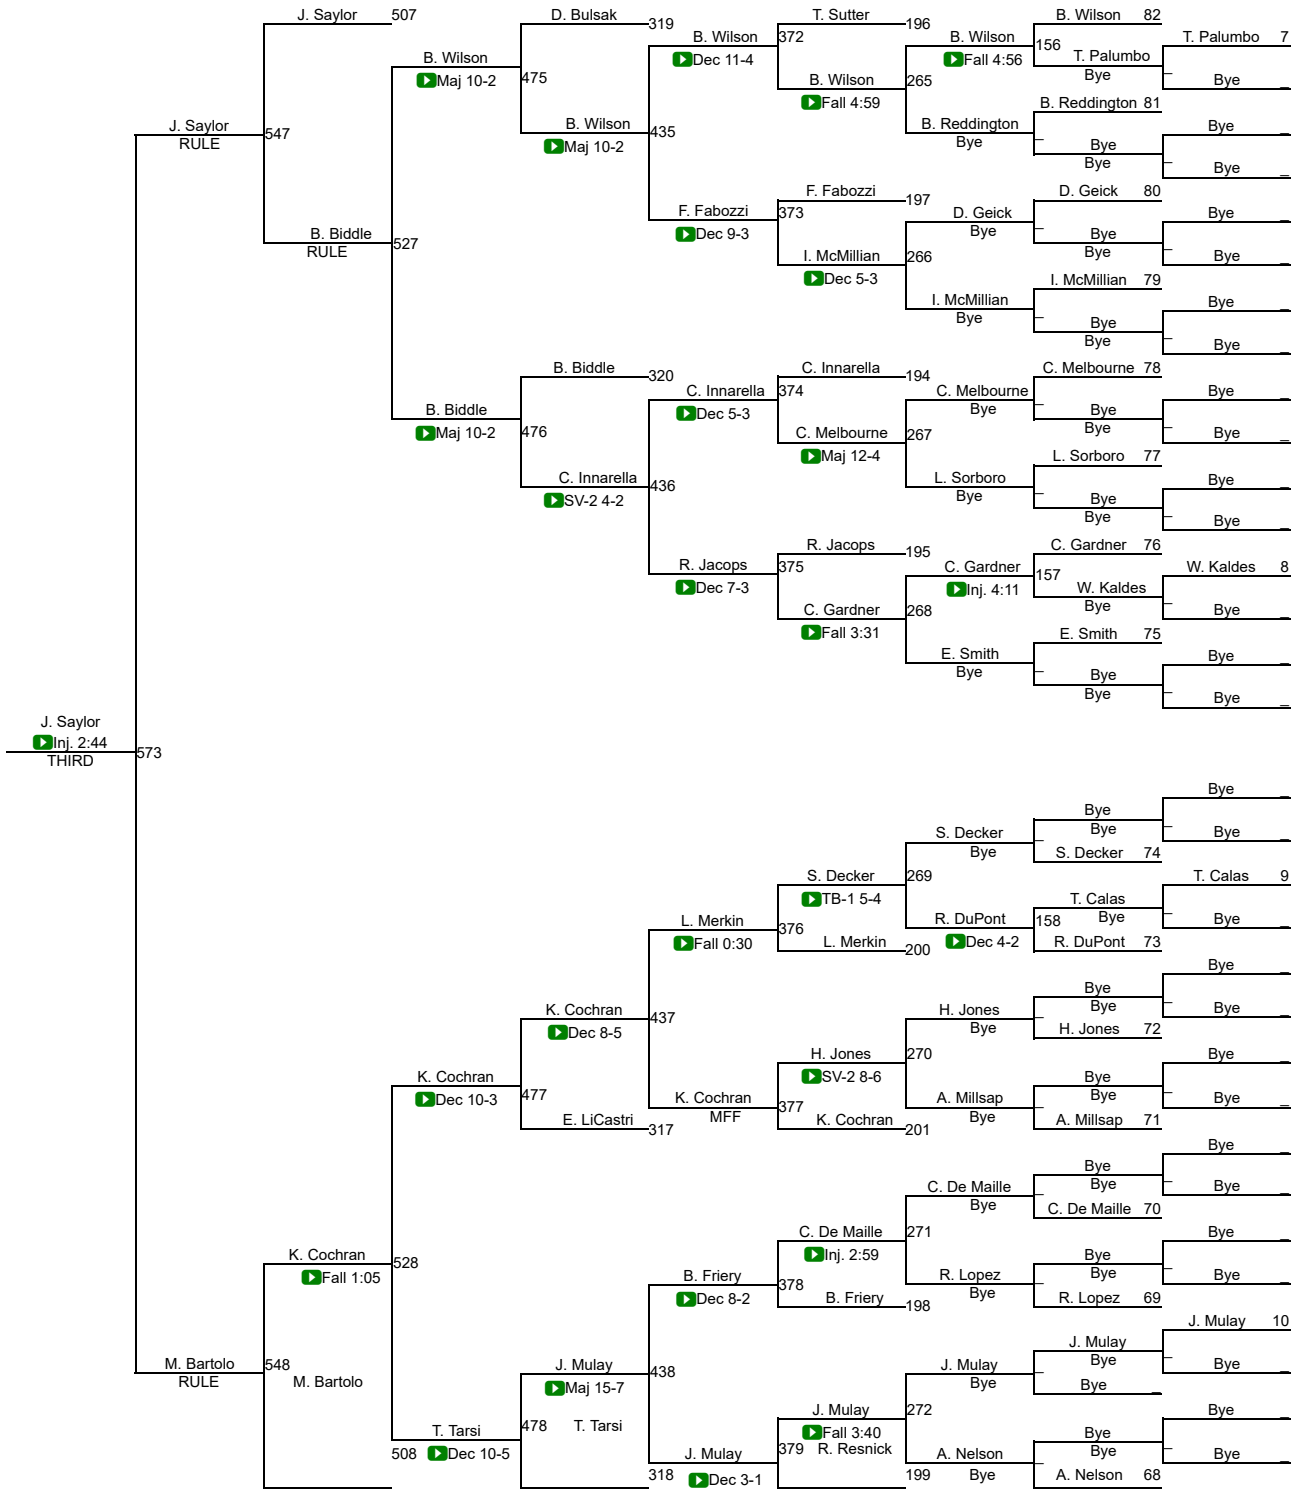 J. Saylor 507
D. Bulsak 319
T. Sutter 196
B. Wilson 82
B. Wilson
Dec 11-4
372
B. Wilson
Fall 4:56
156
T. Palumbo 7
B. Wilson
Maj 10-2
475
B. Wilson
Fall 4:59
265
T. Palumbo
Bye
_
Bye _
B. Reddington 81
J. Saylor
RULE
547
B. Wilson
Maj 10-2
435
B. Reddington
Bye
_
Bye
Bye
_
Bye _
Bye _
F. Fabozzi 197
D. Geick 80
F. Fabozzi
Dec 9-3
373
D. Geick
Bye
_
Bye _
B. Biddle
RULE
527
I. McMillian
Dec 5-3
266
Bye
Bye
_
Bye _
I. McMillian 79
I. McMillian
Bye
_
Bye _
Bye
Bye
_
Bye _
B. Biddle 320
C. Innarella 194
C. Melbourne 78
C. Innarella
Dec 5-3
374
C. Melbourne
Bye
_
Bye _
B. Biddle
Maj 10-2
476
C. Melbourne
Maj 12-4
267
Bye
Bye
_
Bye _
L. Sorboro 77
C. Innarella
SV-2 4-2
436
L. Sorboro
Bye
_
Bye _
Bye
Bye
_
Bye _
R. Jacops 195
C. Gardner 76
R. Jacops
Dec 7-3
375
C. Gardner
Inj. 4:11
157
W. Kaldes 8
C. Gardner
Fall 3:31
268
W. Kaldes
Bye
_
Bye _
E. Smith 75
E. Smith
Bye
_
Bye _
Bye
Bye
_
Bye _
J. Saylor
Inj. 2:44
THIRD
573
Bye _
Bye
Bye
_
Bye _
S. Decker
Bye
_
S. Decker 74
S. Decker
TB-1 5-4
269
T. Calas 9
T. Calas
Bye
_
Bye _
L. Merkin
Fall 0:30
376
R. DuPont
Dec 4-2
158
L. Merkin 200
R. DuPont 73
Bye _
Bye
Bye
_
Bye _
K. Cochran
Dec 8-5
437
H. Jones
Bye
_
H. Jones 72
H. Jones
SV-2 8-6
270
Bye _
K. Cochran
Dec 10-3
477
Bye
Bye
_
Bye _
K. Cochran
MFF
377
A. Millsap
Bye
_
E. LiCastri 317
K. Cochran 201
A. Millsap 71
Bye _
Bye
Bye
_
Bye _
C. De Maille
Bye
_
C. De Maille 70
C. De Maille
Inj. 2:59
271
Bye _
K. Cochran
Fall 1:05
528
Bye
Bye
_
Bye _
B. Friery
Dec 8-2
378
R. Lopez
Bye
_
B. Friery 198
R. Lopez 69
J. Mulay 10
J. Mulay
Bye
_
Bye _
M. Bartolo
RULE
548
M. Bartolo
J. Mulay
Maj 15-7
438
J. Mulay
Bye
_
Bye _
J. Mulay
Fall 3:40
272
Bye _
T. Tarsi
Dec 10-5
478
T. Tarsi
379
R. Resnick
Bye
Bye
_
Bye _
508
J. Mulay
Dec 3-1
A. Nelson
Bye
_
318
199
A. Nelson 68